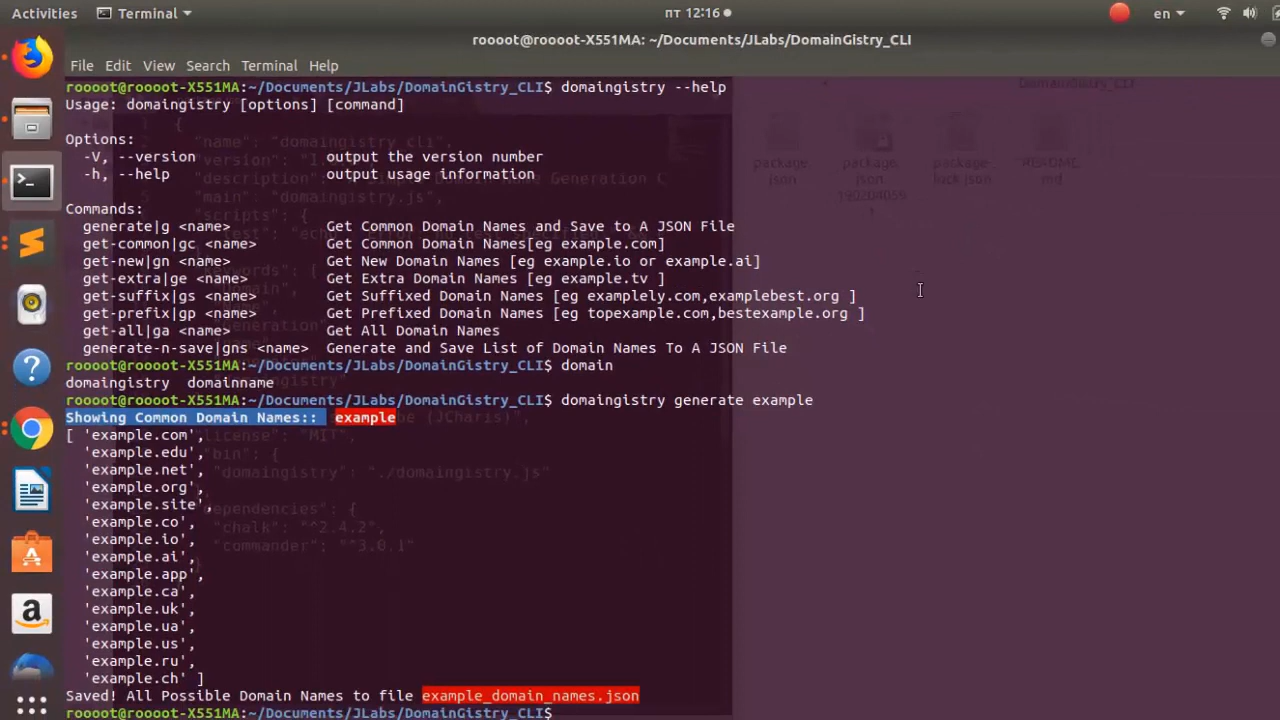 Activities Terminal пт 12:16 en
roooot@roooot-X551MA: ~/Documents/JLabs/DomainGistry_CLI
File Edit View Search Terminal Help
roooot@roooot-X551MA:~/Documents/JLabs/DomainGistry_CLI$ domaingistry --help
Usage: domaingistry [options] [command]
Options:
-V, --version output the version number
-h, --help output usage information
Commands:
generate|g <name> Get Common Domain Names and Save to A JSON File
get-common|gc <name> Get Common Domain Names[eg example.com]
get-new|gn <name> Get New Domain Names [eg example.io or example.ai]
get-extra|ge <name> Get Extra Domain Names [eg example.tv ]
get-suffix|gs <name> Get Suffixed Domain Names [eg examplely.com,examplebest.org ]
get-prefix|gp <name> Get Prefixed Domain Names [eg topexample.com,bestexample.org ]
get-all|ga <name> Get All Domain Names
generate-n-save|gns <name> Generate and Save List of Domain Names To A JSON File
roooot@roooot-X551MA:~/Documents/JLabs/DomainGistry_CLI$ domain
domaingistry domainname
roooot@roooot-X551MA:~/Documents/JLabs/DomainGistry_CLI$ domaingistry generate example
Showing Common Domain Names:: example
[ 'example.com',
'example.edu',
'example.net',
'example.org',
'example.site',
'example.co',
'example.io',
'example.ai',
'example.app',
'example.ca',
'example.uk',
'example.ua',
'example.us',
'example.ru',
'example.ch' ]
Saved! All Possible Domain Names to file example_domain_names.json
roooot@roooot-X551MA:~/Documents/JLabs/DomainGistry_CLI$